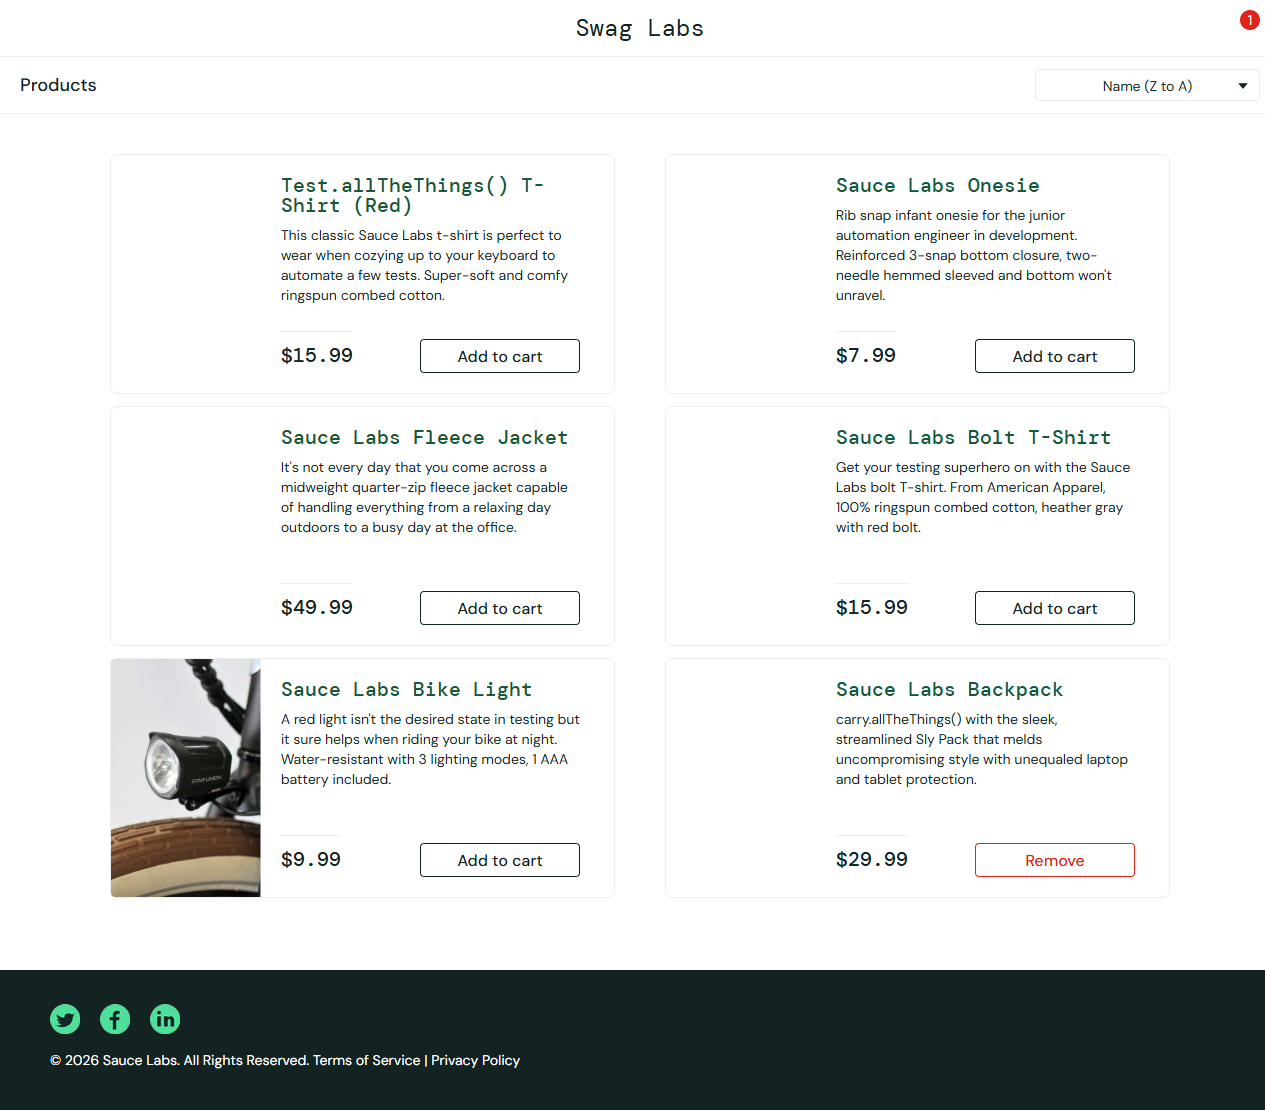 Swag Labs
1
Products
Name (Z to A)
Test.allTheThings() T-
Shirt (Red)
This classic Sauce Labs t-shirt is perfect to
wear when cozying up to your keyboard to
automate a few tests. Super-soft and comfy
ringspun combed cotton.
$15.99
Add to cart
Sauce Labs Onesie
Rib snap infant onesie for the junior
automation engineer in development.
Reinforced 3-snap bottom closure, two-
needle hemmed sleeved and bottom won't
unravel.
$7.99
Add to cart
Sauce Labs Fleece Jacket
It's not every day that you come across a
midweight quarter-zip fleece jacket capable
of handling everything from a relaxing day
outdoors to a busy day at the office.
$49.99
Add to cart
Sauce Labs Bolt T-Shirt
Get your testing superhero on with the Sauce
Labs bolt T-shirt. From American Apparel,
100% ringspun combed cotton, heather gray
with red bolt.
$15.99
Add to cart
STAR UNION
Sauce Labs Bike Light
A red light isn't the desired state in testing but
it sure helps when riding your bike at night.
Water-resistant with 3 lighting modes, 1 AAA
battery included.
$9.99
Add to cart
Sauce Labs Backpack
carry.allTheThings() with the sleek,
streamlined Sly Pack that melds
uncompromising style with unequaled laptop
and tablet protection.
$29.99
Remove
© 2026 Sauce Labs. All Rights Reserved. Terms of Service | Privacy Policy